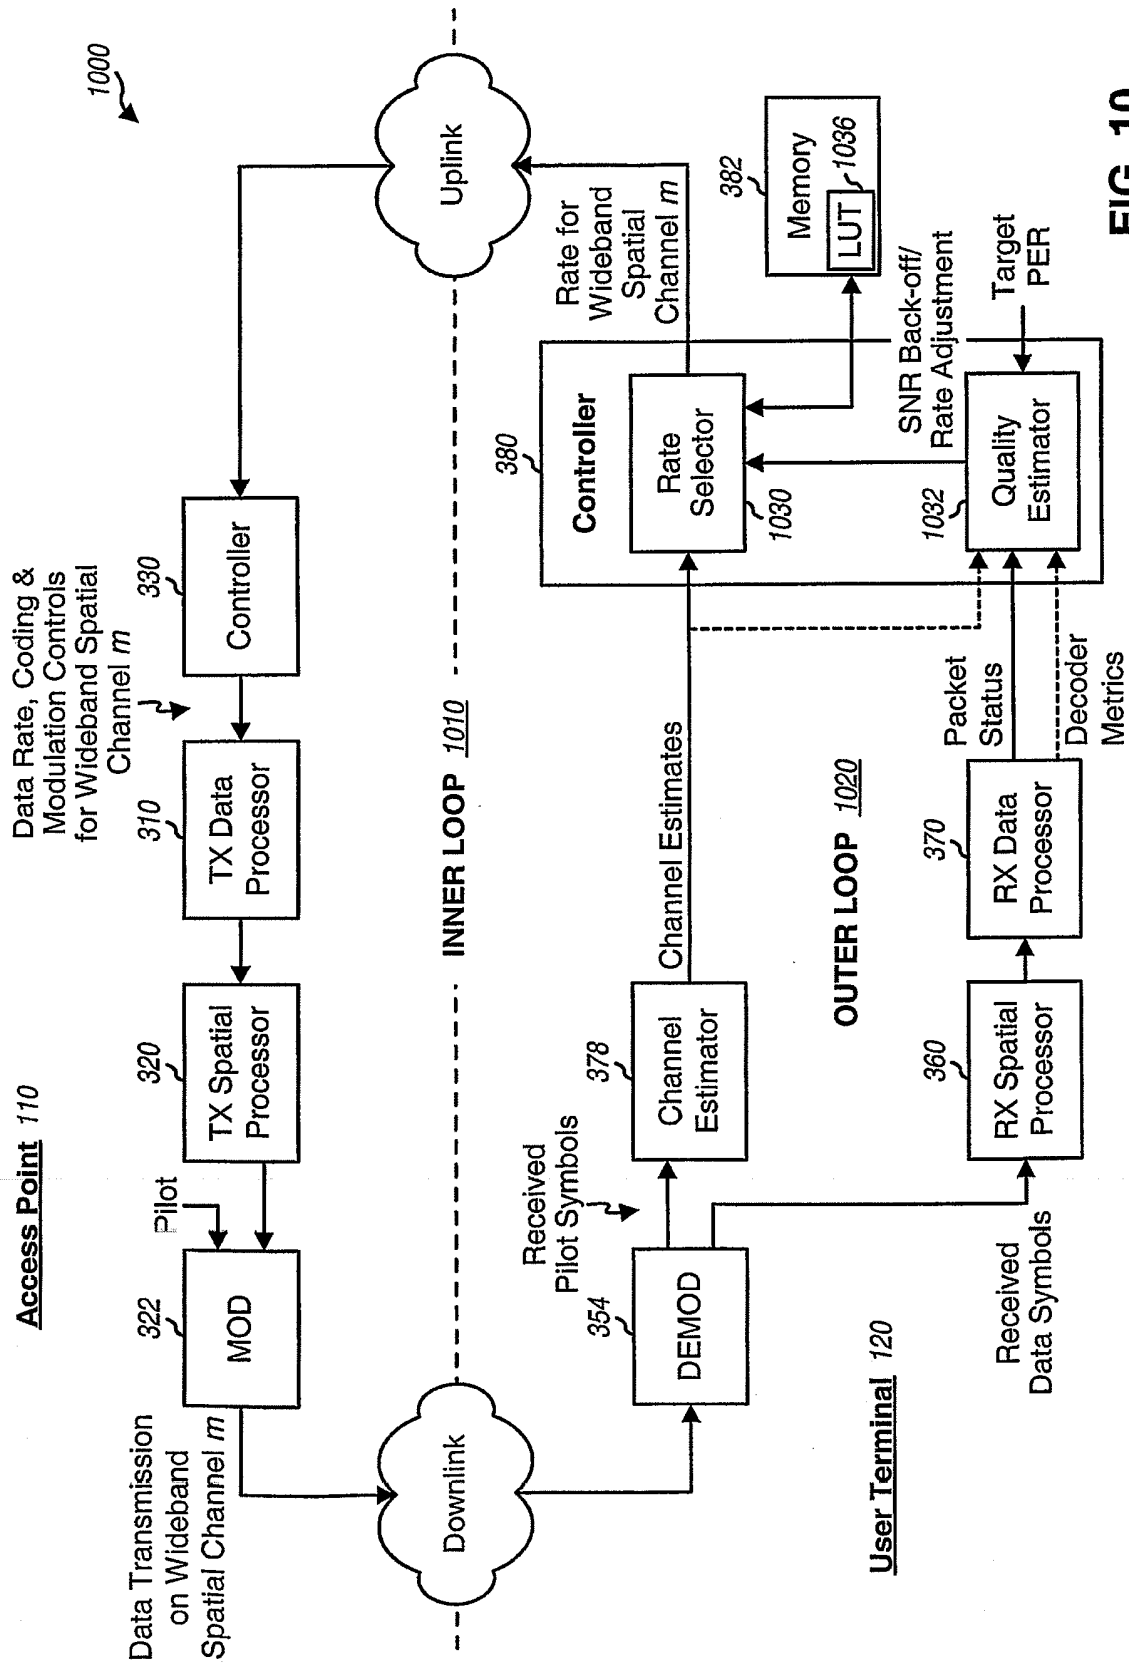 1000
Access Point 110
Data Rate, Coding &
Modulation Controls
for Wideband Spatial
Channel m
Data Transmission
on Wideband
Spatial Channel m
322
MOD
Pilot
320
TX Spatial
Processor
310
TX Data
Processor
330
Controller
Downlink
INNER LOOP 1010
Uplink
Rate for
Wideband
Spatial
Channel m
354
DEMOD
Received
Pilot Symbols
378
Channel
Estimator
Channel Estimates
380
Controller
Rate
Selector
1030
382
Memory
LUT
1036
SNR Back-off/
Rate Adjustment
OUTER LOOP 1020
User Terminal 120
Received
Data Symbols
360
RX Spatial
Processor
370
RX Data
Processor
Packet
Status
Decoder
Metrics
1032
Quality
Estimator
Target
PER